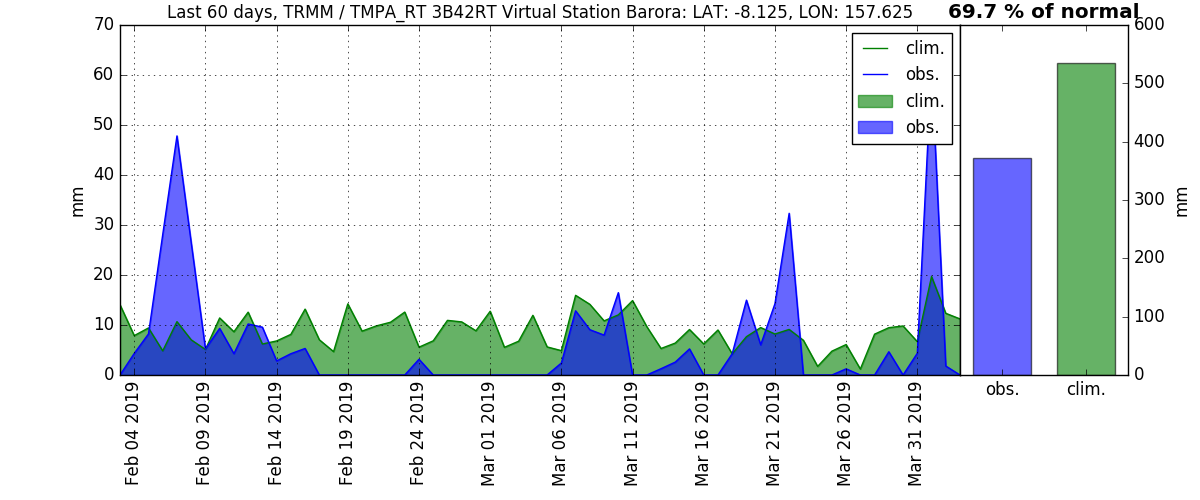 Last 60 days, TRMM / TMPA_RT 3B42RT Virtual Station Barora: LAT: -8.125, LON: 157.625
69.7 % of normal
70
60
50
40
30
20
10
0
mm
clim.
obs.
clim.
obs.
600
500
400
300
200
100
0
mm
obs.
clim.
Feb 04 2019
Feb 09 2019
Feb 14 2019
Feb 19 2019
Feb 24 2019
Mar 01 2019
Mar 06 2019
Mar 11 2019
Mar 16 2019
Mar 21 2019
Mar 26 2019
Mar 31 2019